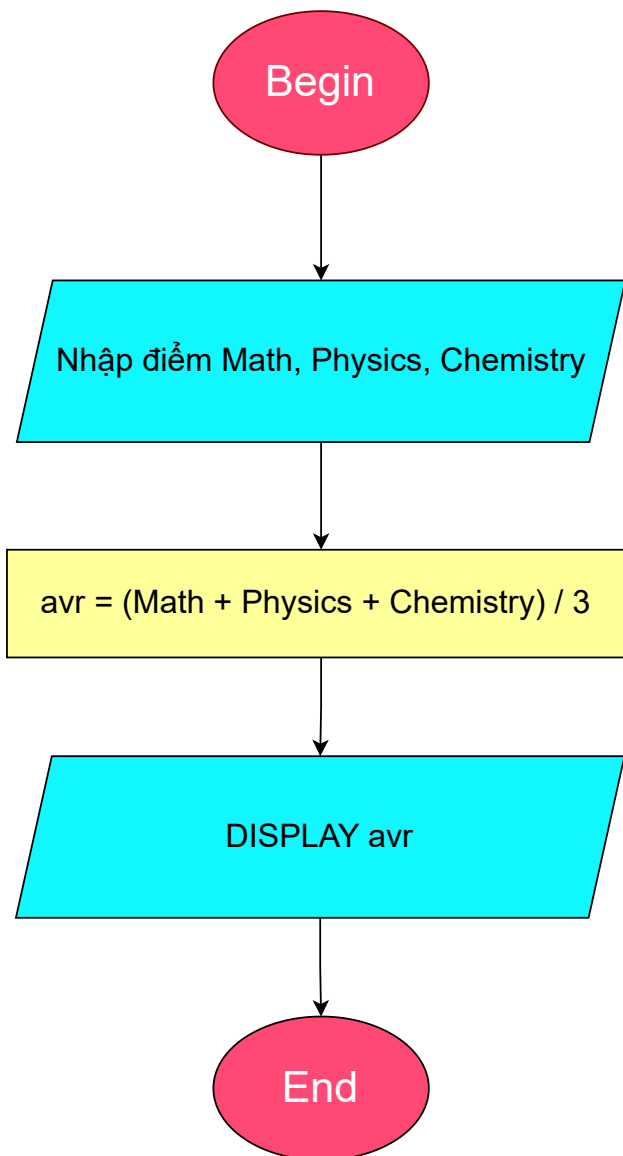 Begin
Nhập điểm Math, Physics, Chemistry
avr = (Math + Physics + Chemistry) / 3
DISPLAY avr
End